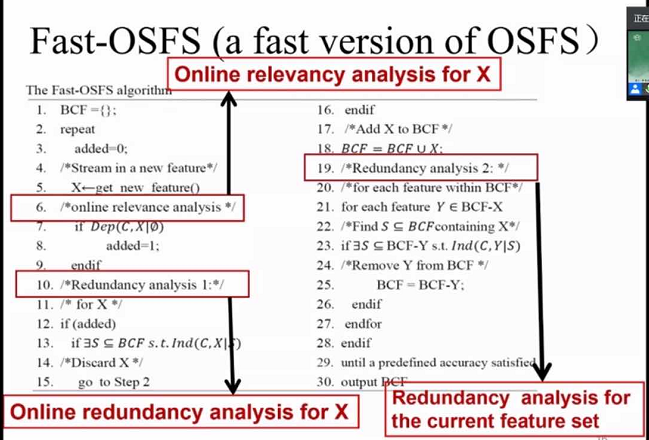 Fast-OSFS (a fast version of OSFS)
正在
Online relevancy analysis for X
The Fast-OSFS algorithm
1. BCF ={};
2. repeat
3. added=0;
4. /*Stream in a new feature*/
5. X←get_new_feature()
6. /*online relevance analysis */
7. if Dep(C,X|∅)
8. added=1;
9. endif
10. /*Redundancy analysis 1:*/
11. /* for X */
12. if (added)
13. if ∃S ⊆ BCF s.t. Ind(C,X|S)
14. /*Discard X */
15. go to Step 2
16. endif
17. /*Add X to BCF */
18. BCF = BCF ∪ X;
19. /*Redundancy analysis 2: */
20. /*for each feature within BCF*/
21. for each feature Y ∈ BCF-X
22. /*Find S ⊆ BCF containing X*/
23. if ∃S ⊆ BCF-Y s.t. Ind(C,Y|S)
24. /*Remove Y from BCF */
25. BCF = BCF-Y;
26. endif
27. endfor
28. endif
29. until a predefined accuracy satisfied
30. output BCF
Online redundancy analysis for X
Redundancy analysis for
the current feature set